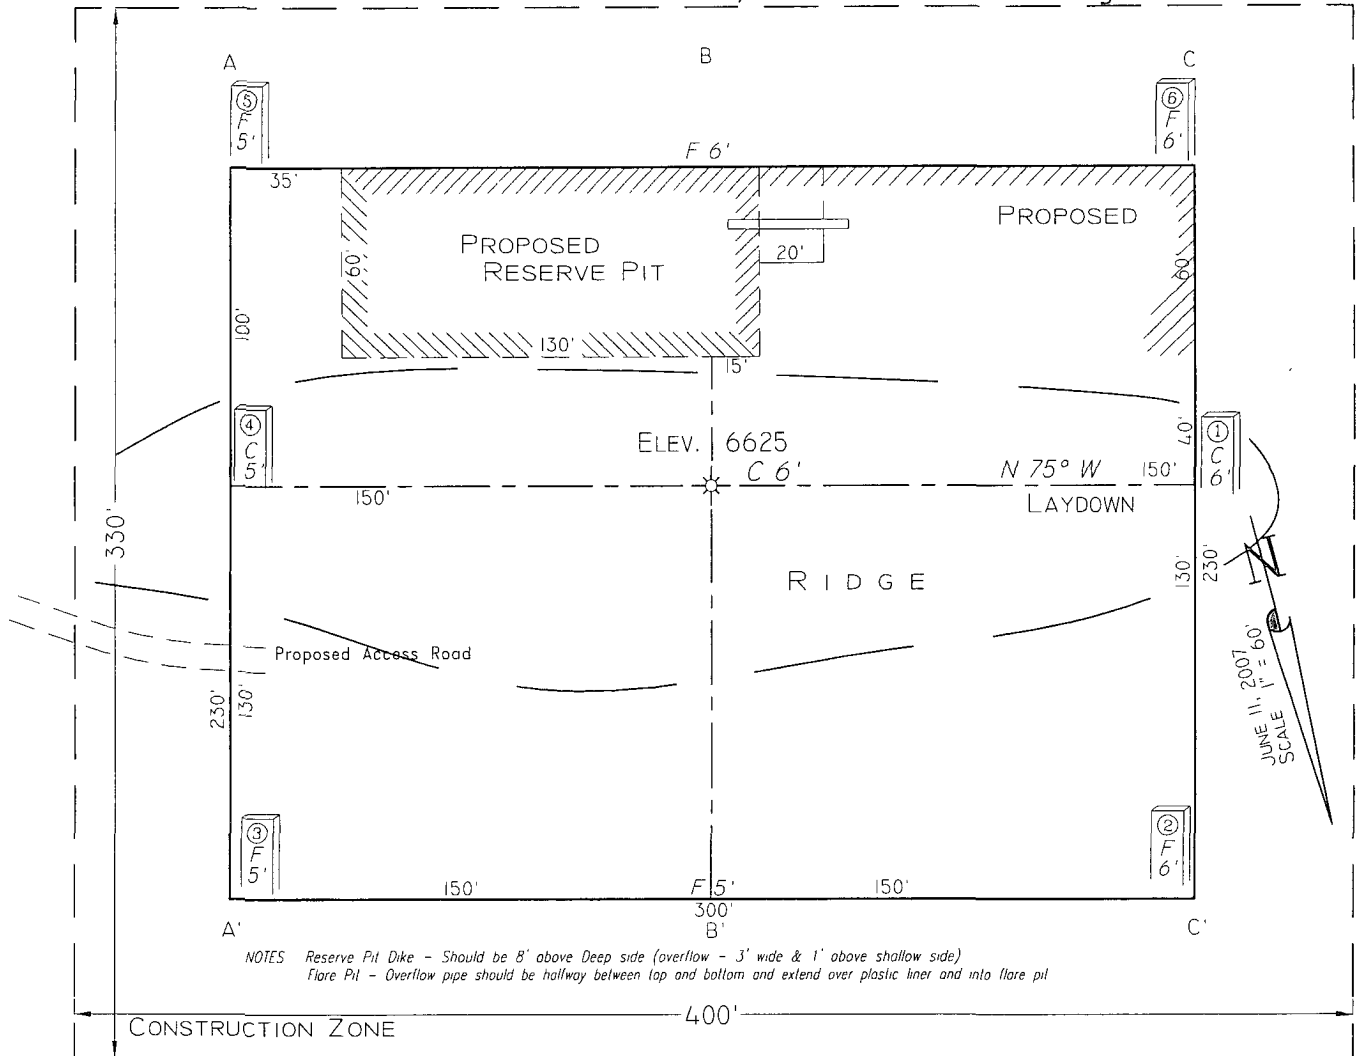 A
B
C
5
F
5'
6
F
6'
F 6'
35'
PROPOSED
RESERVE PIT
PROPOSED
60'
20'
60'
100'
130'
15'
4
C
5'
ELEV. 6625
C 6'
N 75° W
150'
40'
1
C
6'
150'
LAYDOWN
330'
RIDGE
130'
230'
N
Proposed Access Road
JUNE 11, 2007
SCALE 1" = 60'
230'
130'
3
F
5'
2
F
6'
150'
F 5'
150'
300'
A'
B'
C'
NOTES Reserve Pit Dike - Should be 8' above Deep side (overflow - 3' wide & 1' above shallow side)
Flare Pit - Overflow pipe should be halfway between top and bottom and extend over plastic liner and into flare pit
400'
CONSTRUCTION ZONE